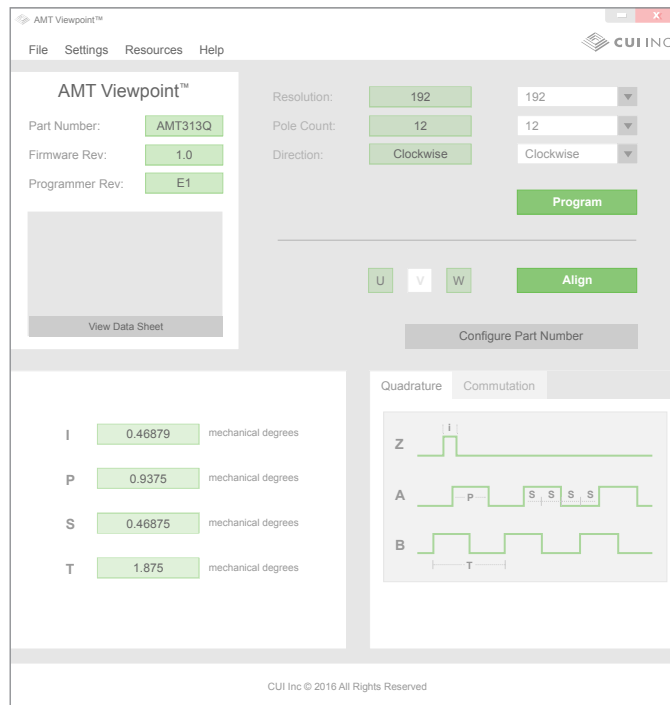 AMT Viewpoint™
X
File Settings Resources Help
CUI INC
AMT Viewpoint™
Part Number: AMT313Q
Firmware Rev: 1.0
Programmer Rev: E1
View Data Sheet
Resolution: 192 192
Pole Count: 12 12
Direction: Clockwise Clockwise
Program
U V W Align
Configure Part Number
I 0.46879 mechanical degrees
P 0.9375 mechanical degrees
S 0.46875 mechanical degrees
T 1.875 mechanical degrees
Quadrature Commutation
i
Z
A P S S S S
B
T
CUI Inc © 2016 All Rights Reserved